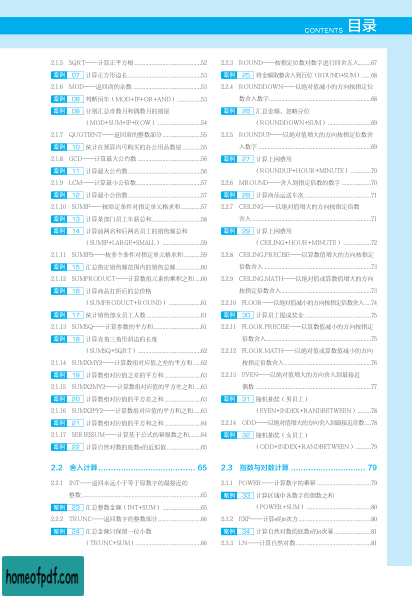 CONTENTS 目录
2.1.5 SQRT——计算正平方根 52
案例 07 计算正方形边长 53
2.1.6 MOD——返回商的余数 53
案例 08 判断闰年（MOD+IF+OR+AND） 53
案例 09 分别汇总奇数月和偶数月的销量
（MOD+SUM+IF+ROW） 54
2.1.7 QUOTIENT——返回商的整数部分 55
案例 10 统计在预算内可购买的办公用品数量 55
2.1.8 GCD——计算最大公约数 56
案例 11 计算最大公约数 56
2.1.9 LCM——计算最小公倍数 57
案例 12 计算最小公倍数 57
2.1.10 SUMIF——按给定条件对指定单元格求和 57
案例 13 计算某部门员工年薪总和 58
案例 14 计算前两名和后两名员工的销售额总和
（SUMIF+LARGE+SMALL） 59
2.1.11 SUMIFS——按多个条件对指定单元格求和 59
案例 15 汇总指定销售额范围内的销售总额 60
2.1.12 SUMPRODUCT——计算数组元素的乘积之和 60
案例 16 计算商品打折后的总价格
（SUMPRODUCT+ROUND） 61
案例 17 统计销售部女员工人数 61
2.1.13 SUMSQ——计算参数的平方和 61
案例 18 计算直角三角形斜边的长度
（SUMSQ+SQRT） 62
2.1.14 SUMXMY2——计算数组对应值之差的平方和 62
案例 19 计算数组对应值之差的平方和 63
2.1.15 SUMX2MY2——计算数组对应值的平方差之和 63
案例 20 计算数组对应值的平方差之和 63
2.1.16 SUMX2PY2——计算数组对应值的平方和之和 63
案例 21 计算数组对应值的平方和之和 64
2.1.17 SERIESSUM——计算基于公式的幂级数之和 64
案例 22 计算自然对数的底数e的近似值 65
2.2 舍入计算 65
2.2.1 INT——返回永远小于等于原数字的最接近的
整数 65
案例 23 汇总整数金额（INT+SUM） 65
2.2.2 TRUNC——返回数字的整数部分 66
案例 24 汇总金额只保留一位小数
（TRUNC+SUM） 66
2.2.3 ROUND——按指定位数对数字进行四舍五入 67
案例 25 将金额取整舍入到百位（ROUND+SUM） 68
2.2.4 ROUNDDOWN——以绝对值减小的方向按指定位
数舍入数字 68
案例 26 汇总金额，忽略分位
（ROUNDDOWN+SUM） 69
2.2.5 ROUNDUP——以绝对值增大的方向按指定位数舍
入数字 69
案例 27 计算上网费用
（ROUNDUP+HOUR+MINUTE） 70
2.2.6 MROUND——舍入到指定倍数的数字 70
案例 28 计算商品运送车次 71
2.2.7 CEILING——以绝对值增大的方向按指定倍数
舍入 71
案例 29 计算上网费用
（CEILING+HOUR+MINUTE） 72
2.2.8 CEILING.PRECISE——以算数值增大的方向按指定
倍数舍入 73
2.2.9 CEILING.MATH——以绝对值或算数值增大的方向
按指定倍数舍入 73
2.2.10 FLOOR——以绝对值减小的方向按指定倍数舍入 74
案例 30 计算员工提成奖金 75
2.2.11 FLOOR.PRECISE——以算数值减小的方向按指定
倍数舍入 75
2.2.12 FLOOR.MATH——以绝对值或算数值减小的方向
按指定倍数舍入 76
2.2.13 EVEN——以绝对值增大的方向舍入到最接近
偶数 77
案例 31 随机抽奖（男员工）
（EVEN+INDEX+RANDBETWEEN） 78
2.2.14 ODD——以绝对值增大的方向舍入到最接近奇数 78
案例 32 随机抽奖（女员工）
（ODD+INDEX+RANDBETWEEN） 79
2.3 指数与对数计算 79
2.3.1 POWER——计算数字的乘幂 79
案例 33 计算区域中各数字的倒数之和
（POWER+SUM） 80
2.3.2 EXP——计算e的n次方 80
案例 34 计算自然对数的底数e的n次幂 81
2.3.3 LN——计算自然对数 81
homeofpdf.com